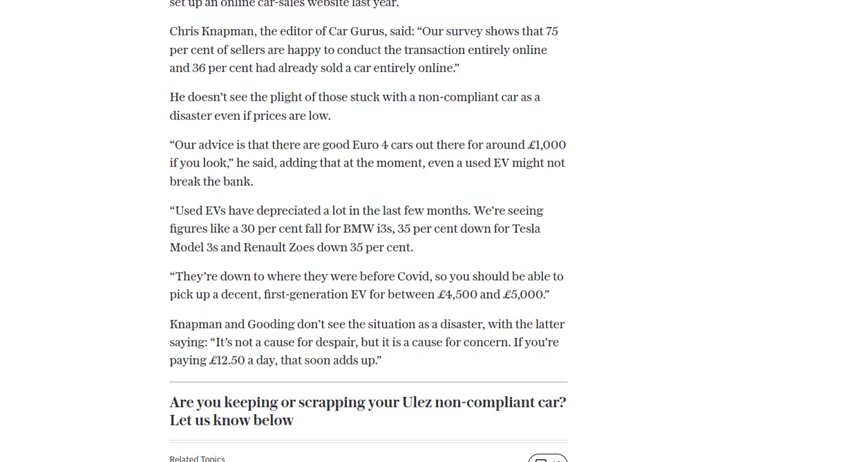 set up an online car-sales website last year.
Chris Knapman, the editor of Car Gurus, said: “Our survey shows that 75
per cent of sellers are happy to conduct the transaction entirely online
and 36 per cent had already sold a car entirely online.”
He doesn’t see the plight of those stuck with a non-compliant car as a
disaster even if prices are low.
“Our advice is that there are good Euro 4 cars out there for around £1,000
if you look,” he said, adding that at the moment, even a used EV might not
break the bank.
“Used EVs have depreciated a lot in the last few months. We’re seeing
figures like a 30 per cent fall for BMW i3s, 35 per cent down for Tesla
Model 3s and Renault Zoes down 35 per cent.
“They’re down to where they were before Covid, so you should be able to
pick up a decent, first-generation EV for between £4,500 and £5,000.”
Knapman and Gooding don’t see the situation as a disaster, with the latter
saying: “It’s not a cause for despair, but it is a cause for concern. If you’re
paying £12.50 a day, that soon adds up.”
Are you keeping or scrapping your Ulez non-compliant car?
Let us know below
Related Topics